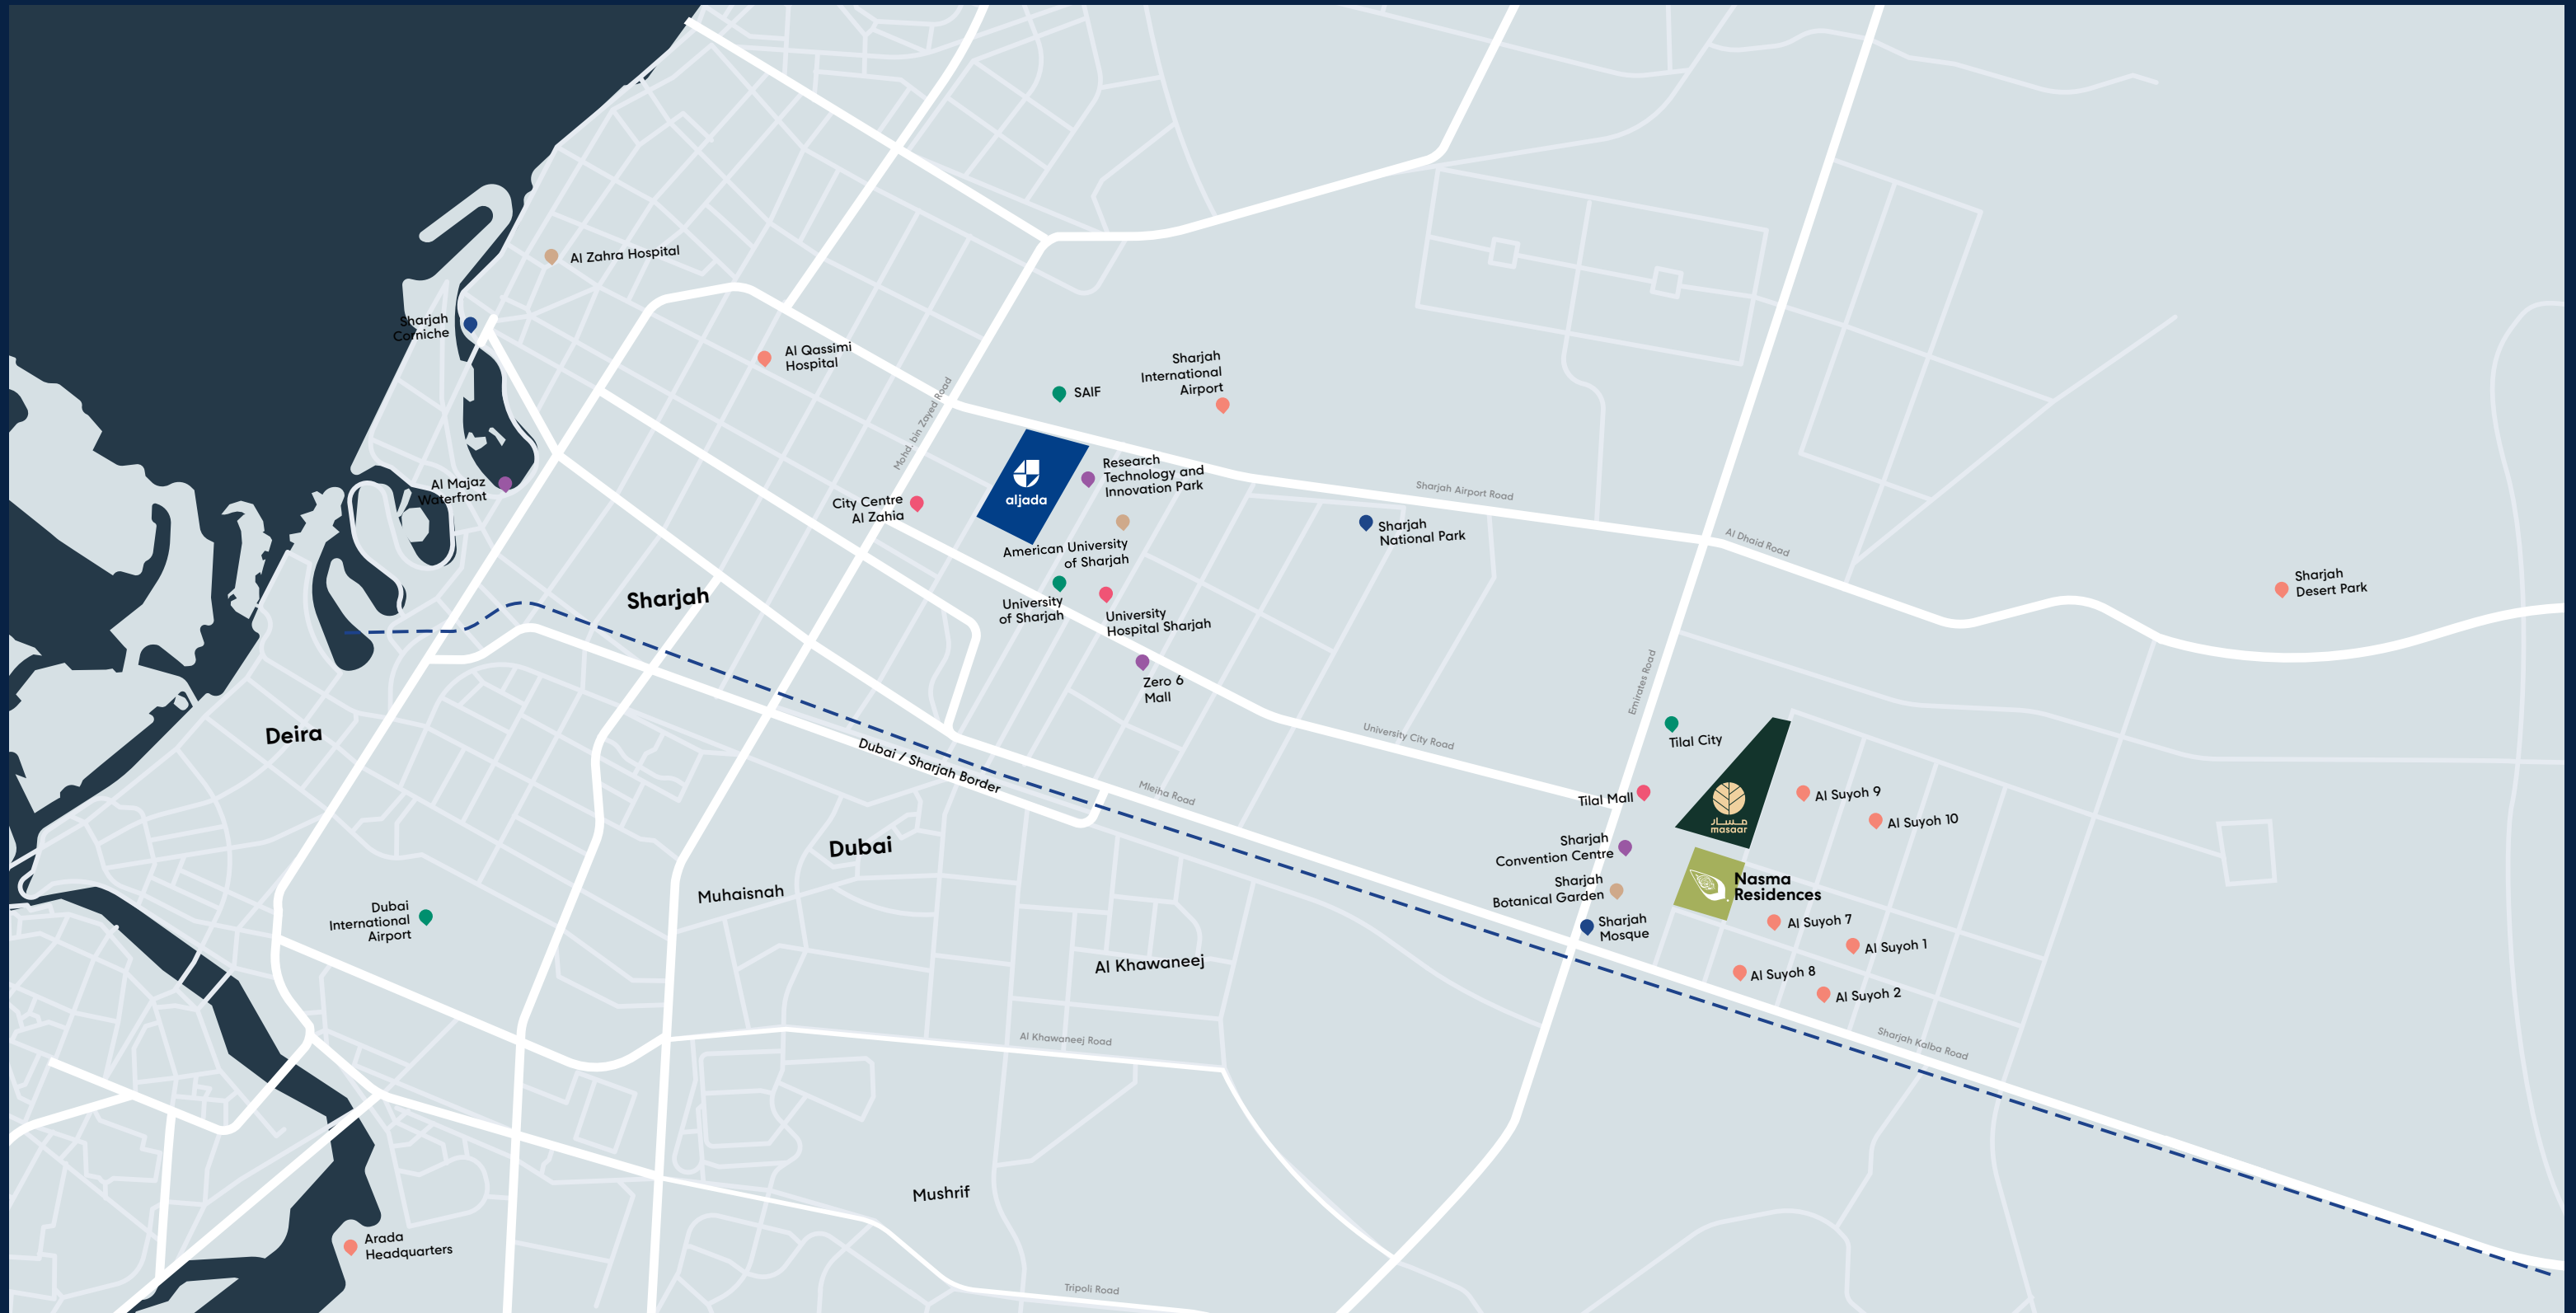 Al Zahra Hospital
Sharjah
Corniche
Al Qassimi
Hospital
Sharjah
International
Airport
SAIF
Mohd. bin Zayed Road
aljada
Research
Technology and
Innovation Park
Al Majaz
Waterfront
City Centre
Al Zahia
Sharjah Airport Road
Sharjah
National Park
American University
of Sharjah
Al Dhaid Road
Sharjah
Desert Park
University
of Sharjah
University
Hospital Sharjah
Sharjah
Zero 6
Mall
Emirates Road
Deira
University City Road
Tilal City
Dubai / Sharjah Border
Mleiha Road
Tilal Mall
مسار
masaar
Al Suyoh 9
Al Suyoh 10
Dubai
Sharjah
Convention Centre
Muhaisnah
Sharjah
Botanical Garden
Nasma
Residences
Dubai
International
Airport
Sharjah
Mosque
Al Suyoh 7
Al Suyoh 1
Al Khawaneej
Al Suyoh 8
Al Suyoh 2
Al Khawaneej Road
Sharjah Kalba Road
Mushrif
Arada
Headquarters
Tripoli Road